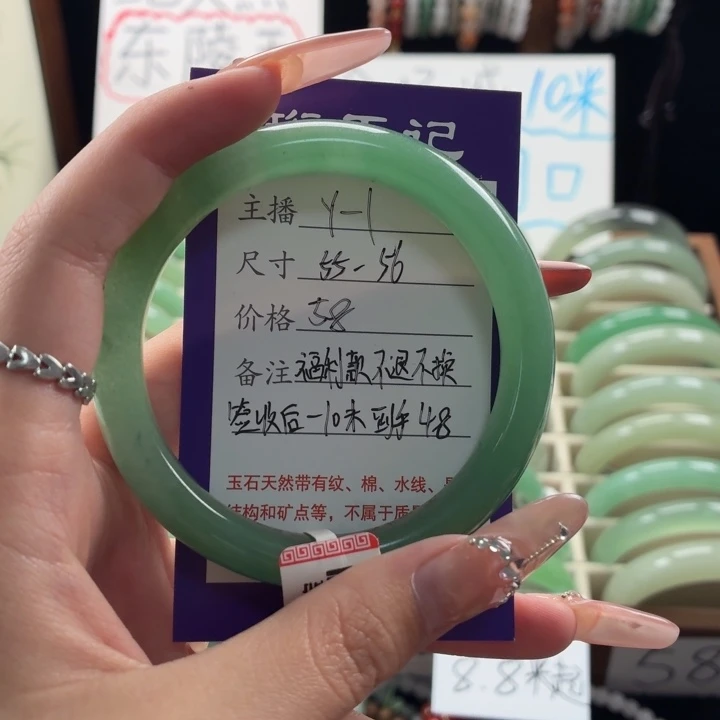 东陵玉
10米
口
记
主播 Y-1
尺寸 55-56
价格 58
备注 福利款不退不换
签收后-10米 到手48
玉石天然带有纹、棉、水线、
结构和矿点等,不属于质
8.8米起
58